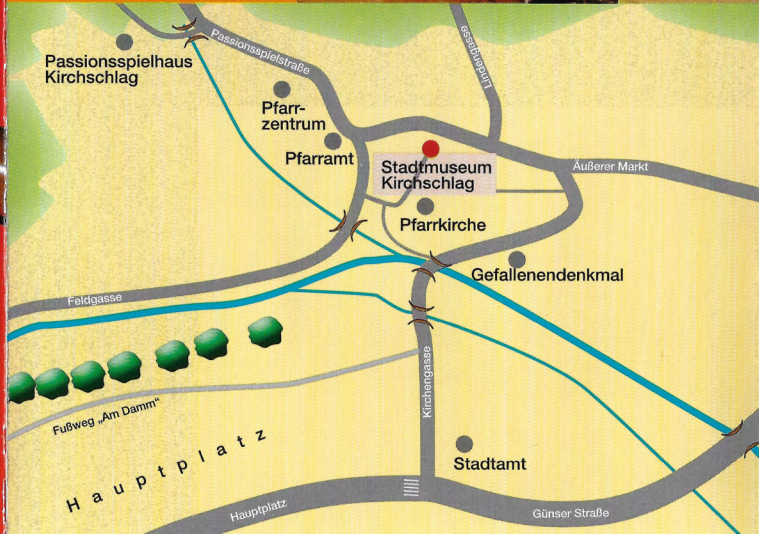 Passionsspielhaus
Kirchschlag
Passionsspielstraße
Lindengasse
Pfarr-
zentrum
Pfarramt
Stadtmuseum
Kirchschlag
Äußerer Markt
Pfarrkirche
Gefallenendenkmal
Feldgasse
Kirchengasse
Fußweg „Am Damm“
Hauptplatz
Stadtamt
Hauptplatz
Günser Straße